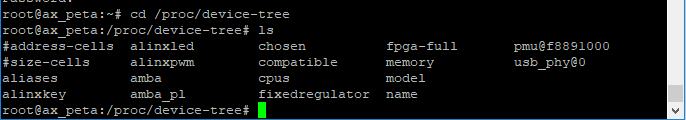 root@ax_peta:~# cd /proc/device-tree
root@ax_peta:/proc/device-tree# ls
#address-cells  alinxled  chosen          fpga-full  pmu@f8891000
#size-cells     alinxpwm  compatible      memory     usb_phy@0
aliases         amba      cpus            model
alinxkey        amba_pl   fixedregulator  name
root@ax_peta:/proc/device-tree#